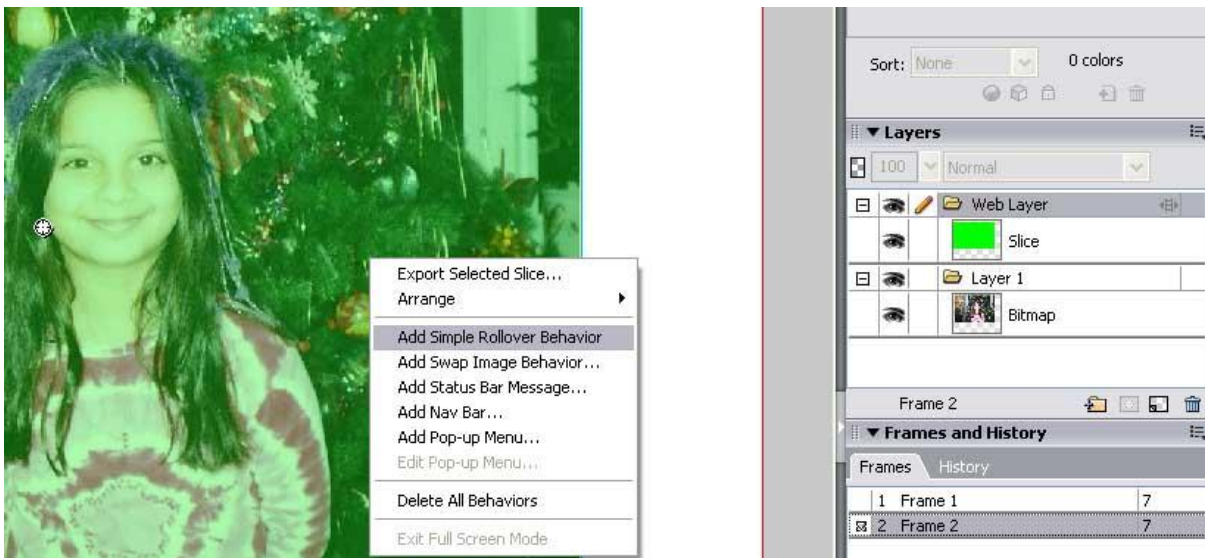 Sort: None 0 colors
Layers
100 Normal
Web Layer
Slice
Layer 1
Bitmap
Frame 2
Frames and History
Frames History
1 Frame 1 7
2 Frame 2 7
Export Selected Slice...
Arrange
Add Simple Rollover Behavior
Add Swap Image Behavior...
Add Status Bar Message...
Add Nav Bar...
Add Pop-up Menu...
Edit Pop-up Menu...
Delete All Behaviors
Exit Full Screen Mode